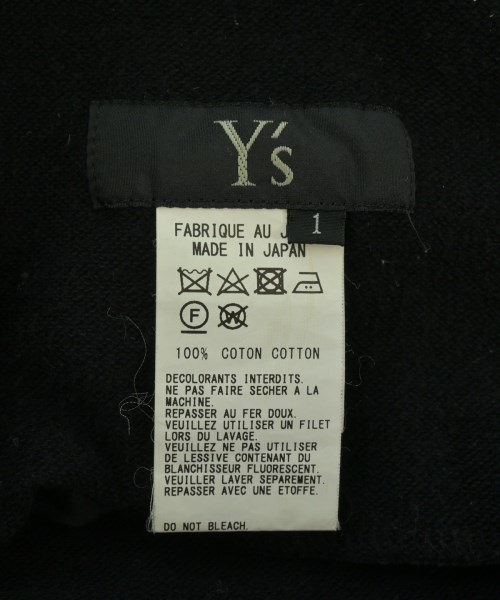 Y's
1
FABRIQUE AU J
MADE IN JAPAN
F
W
100% COTON COTTON
DECOLORANTS INTERDITS.
NE PAS FAIRE SECHER A LA
MACHINE.
REPASSER AU FER DOUX.
VEUILLEZ UTILISER UN FILET
LORS DU LAVAGE.
VEUILLEZ NE PAS UTILISER
DE LESSIVE CONTENANT DU
BLANCHISSEUR FLUORESCENT.
VEUILLER LAVER SEPAREMENT.
REPASSER AVEC UNE ETOFFE.
DO NOT BLEACH.